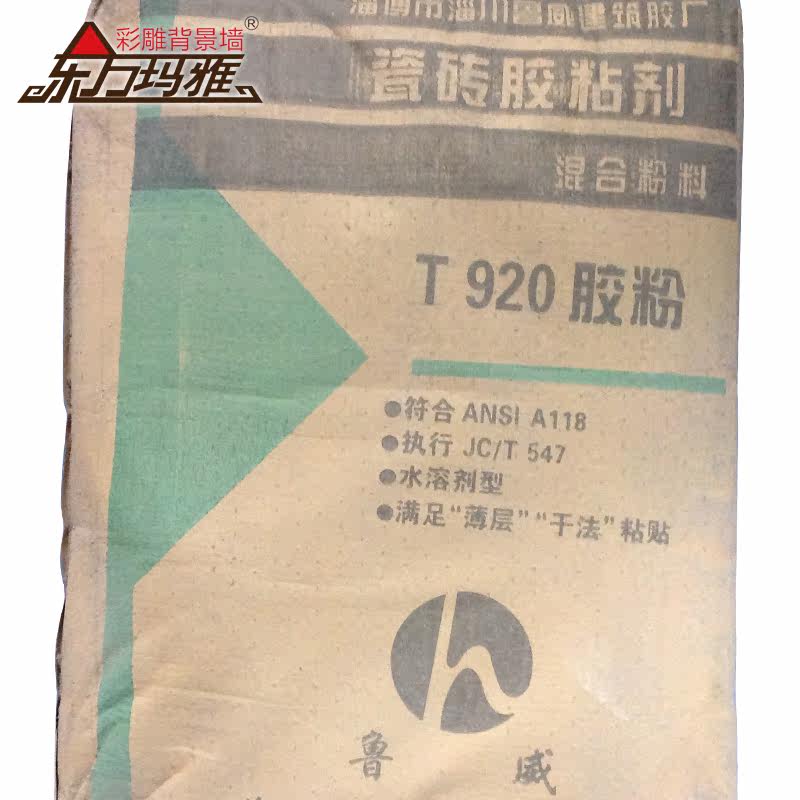 彩雕背景墙®
东方玛雅
淄博市淄川鲁威建筑胶厂
瓷砖胶粘剂
混合粉料
T 920 胶粉
●符合 ANSI A118
●执行 JC/T 547
●水溶剂型
●满足“薄层”“干法”粘贴
鲁 威